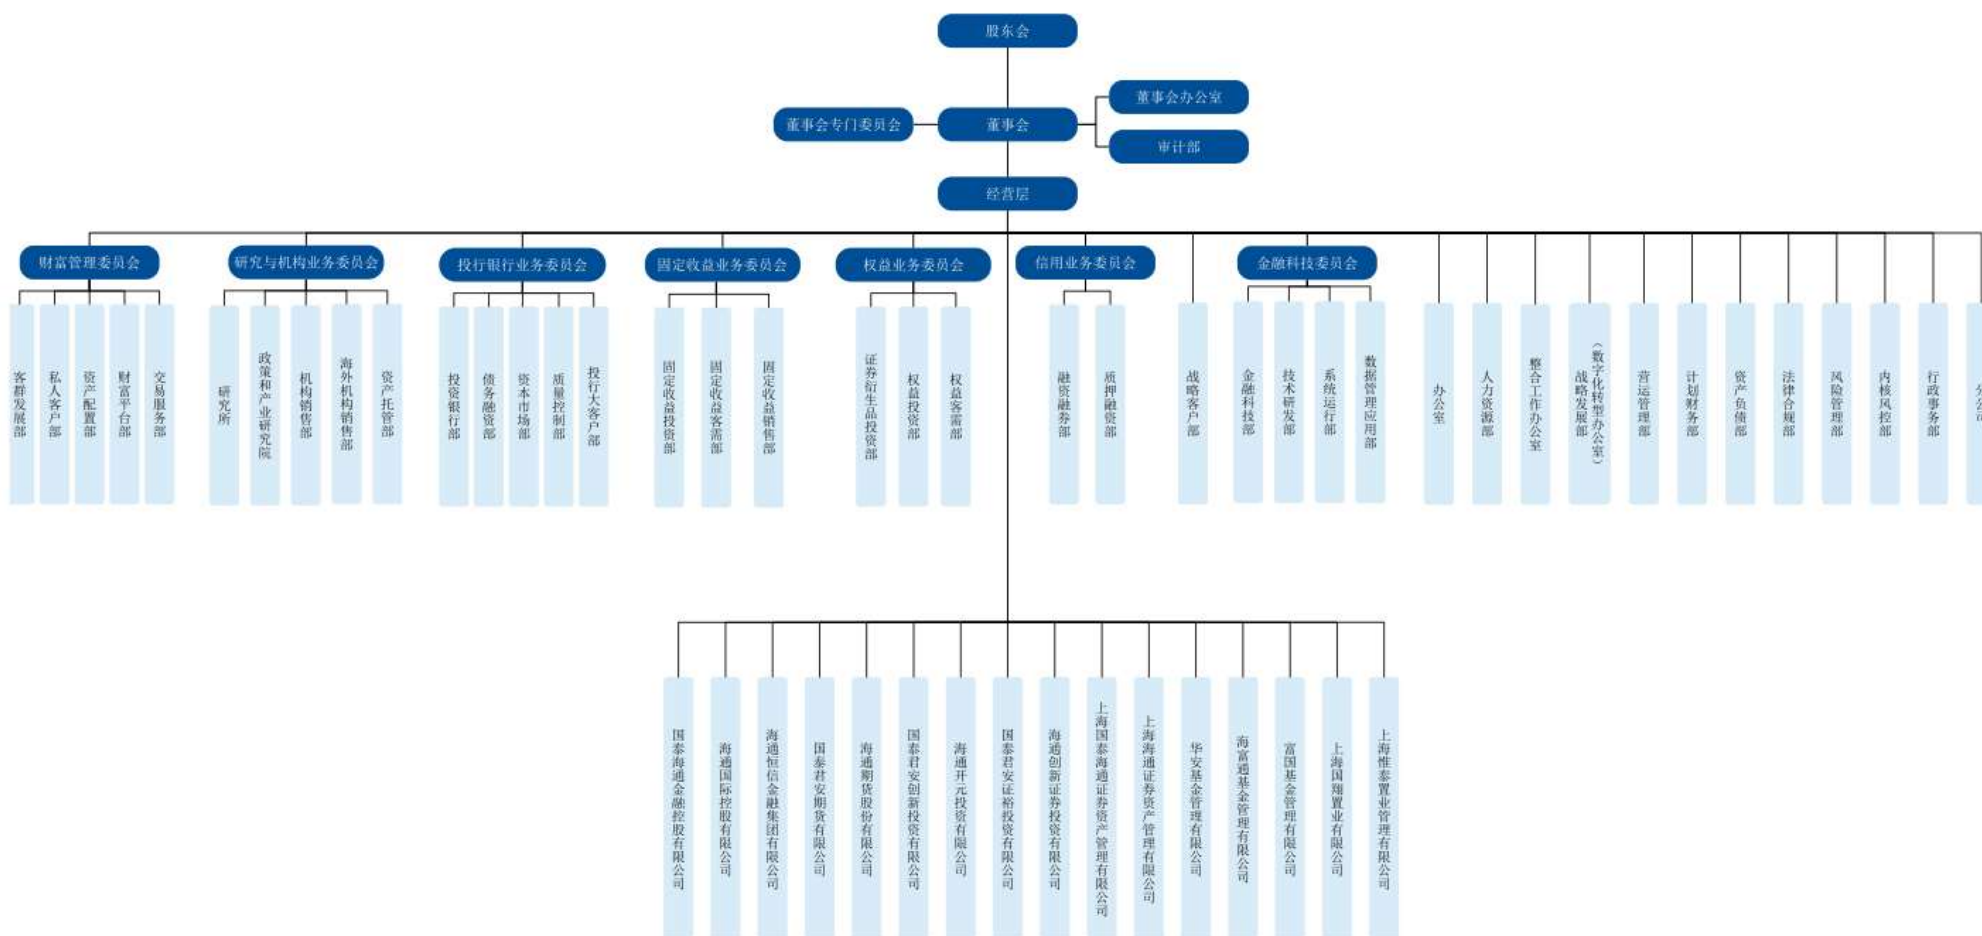 股东会
董事会办公室
董事会专门委员会
董事会
审计部
经营层
财富管理委员会
研究与机构业务委员会
投行银行业务委员会
固定收益业务委员会
权益业务委员会
信用业务委员会
金融科技委员会
客群发展部
私人客户部
资产配置部
财富平台部
交易服务部
研究所
政策和产业研究院
机构销售部
海外机构销售部
资产托管部
投资银行部
债务融资部
资本市场部
质量控制部
投行大客户部
固定收益投资部
固定收益客需部
固定收益销售部
证券衍生品投资部
权益投资部
权益客需部
融资融券部
质押融资部
战略客户部
金融科技部
技术研发部
系统运行部
数据管理应用部
办公室
人力资源部
整合工作办公室
战略发展部
（数字化转型办公室）
营运管理部
计划财务部
资产负债部
法律合规部
风险管理部
内核风控部
行政事务部
分公司
国泰海通金融控股有限公司
海通国际控股有限公司
海通恒信金融集团有限公司
国泰君安期货有限公司
海通期货股份有限公司
国泰君安创新投资有限公司
海通开元投资有限公司
国泰君安证裕投资有限公司
海通创新证券投资有限公司
上海国泰海通证券资产管理有限公司
上海海通证券资产管理有限公司
华安基金管理有限公司
海富通基金管理有限公司
富国基金管理有限公司
上海国翔置业有限公司
上海惟泰置业管理有限公司